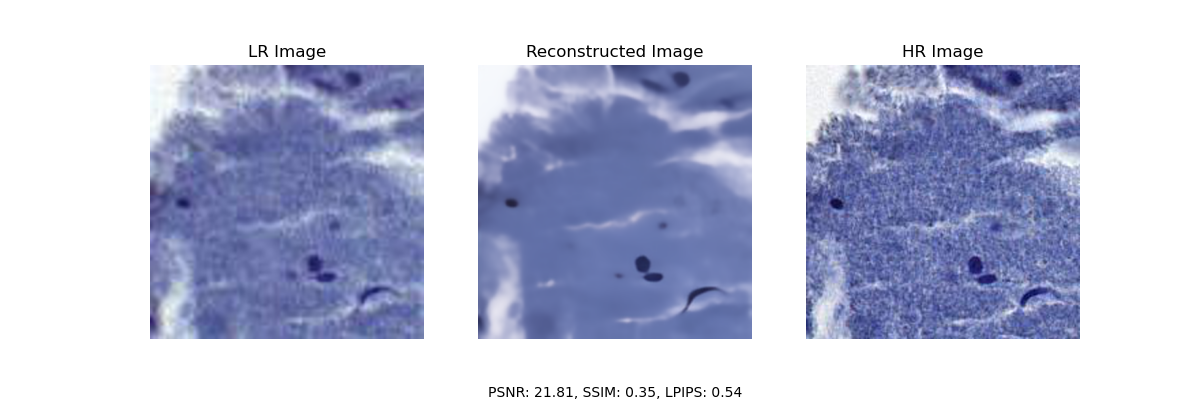 LR Image
Reconstructed Image
HR Image
PSNR: 21.81, SSIM: 0.35, LPIPS: 0.54